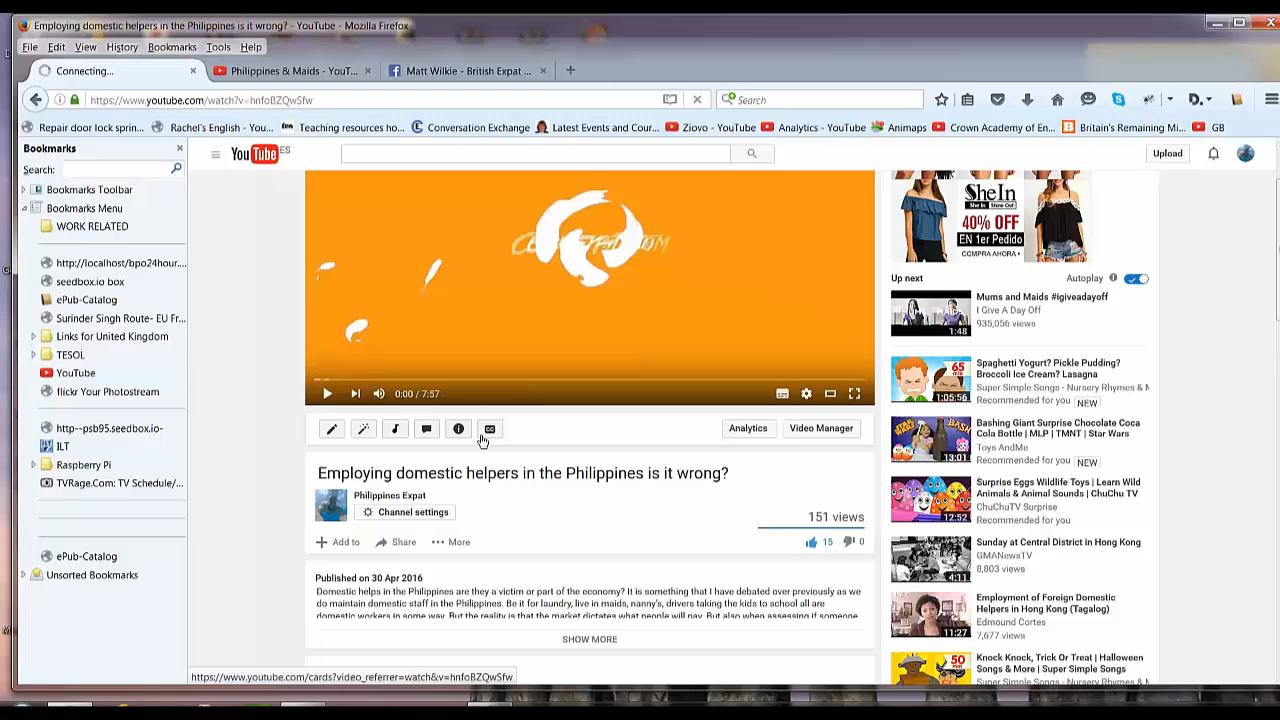 Employing domestic helpers in the Philippines is it wrong? - YouTube - Mozilla Firefox
File Edit View History Bookmarks Tools Help
Connecting... × Philippines & Maids - YouT... × Matt Wilkie - British Expat ... × +
https://www.youtube.com/watch?v=hnfoBZQwSfw
Search
Repair door lock sprin... Rachel's English - You... Teaching resources ho... Conversation Exchange Latest Events and Cour... Ziovo - YouTube Analytics - YouTube Animaps Crown Academy of En... Britain's Remaining Mi... GB
Bookmarks
Search:
Bookmarks Toolbar
Bookmarks Menu
WORK RELATED
http://localhost/bpo24hour....
seedbox.io box
ePub-Catalog
Surinder Singh Route- EU Fr...
Links for United Kingdom
TESOL
YouTube
flickr Your Photostream
http--psb95.seedbox.io-
ILT
Raspberry Pi
TVRage.Com: TV Schedule/...
ePub-Catalog
Unsorted Bookmarks
YouTube ES
Upload
0:00 / 7:57
Analytics Video Manager
Employing domestic helpers in the Philippines is it wrong?
Philippines Expat
Channel settings
151 views
Add to Share More
15 0
Published on 30 Apr 2016
Domestic helps in the Philippines are they a victim or part of the economy? It is something that I have debated over previously as we
do maintain domestic staff in the Philippines. Be it for laundry, live in maids, nanny's, drivers taking the kids to school all are
domestic workers in some way. But the reality is that the market dictates what people will pay. But also when assessing if someone
SHOW MORE
SheIn
Sign In Shine Out
40% OFF
EN 1er Pedido
COMPRA AHORA
Up next
Autoplay
Mums and Maids #igiveadayoff
I Give A Day Off
935,056 views
1:48
Spaghetti Yogurt? Pickle Pudding?
Broccoli Ice Cream? Lasagna
Super Simple Songs - Nursery Rhymes &
Recommended for you NEW
65 min
1:05:56
Bashing Giant Surprise Chocolate Coca
Cola Bottle | MLP | TMNT | Star Wars
Toys AndMe
Recommended for you NEW
13:01
Surprise Eggs Wildlife Toys | Learn Wild
Animals & Animal Sounds | ChuChu TV
ChuChuTV Surprise
Recommended for you
12:52
Sunday at Central District in Hong Kong
GMANewsTV
8,803 views
4:11
Employment of Foreign Domestic
Helpers in Hong Kong (Tagalog)
Edmound Cortes
7,677 views
11:27
Knock Knock, Trick Or Treat | Halloween
Songs & More | Super Simple Songs
50 min
https://www.youtube.com/cards?video_referrer=watch&v=hnfoBZQwSfw